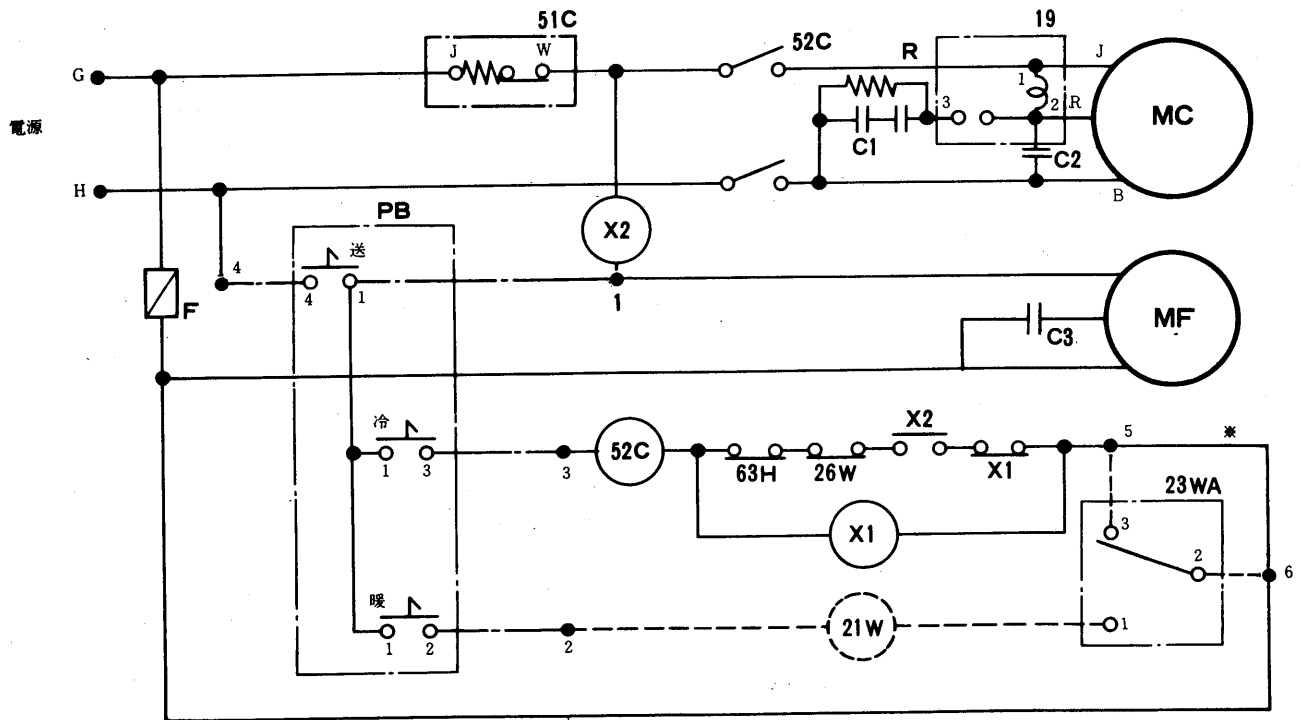 51C
19
J
W
52C
R
J
G
1
3
2
R
MC
電源
C1
C2
H
B
PB
X2
4
送
4
1
1
F
MF
C3
冷
X2
5
※
52C
1
3
3
63H
26W
X1
23WA
3
X1
2
6
暖
21W
1
1
2
2